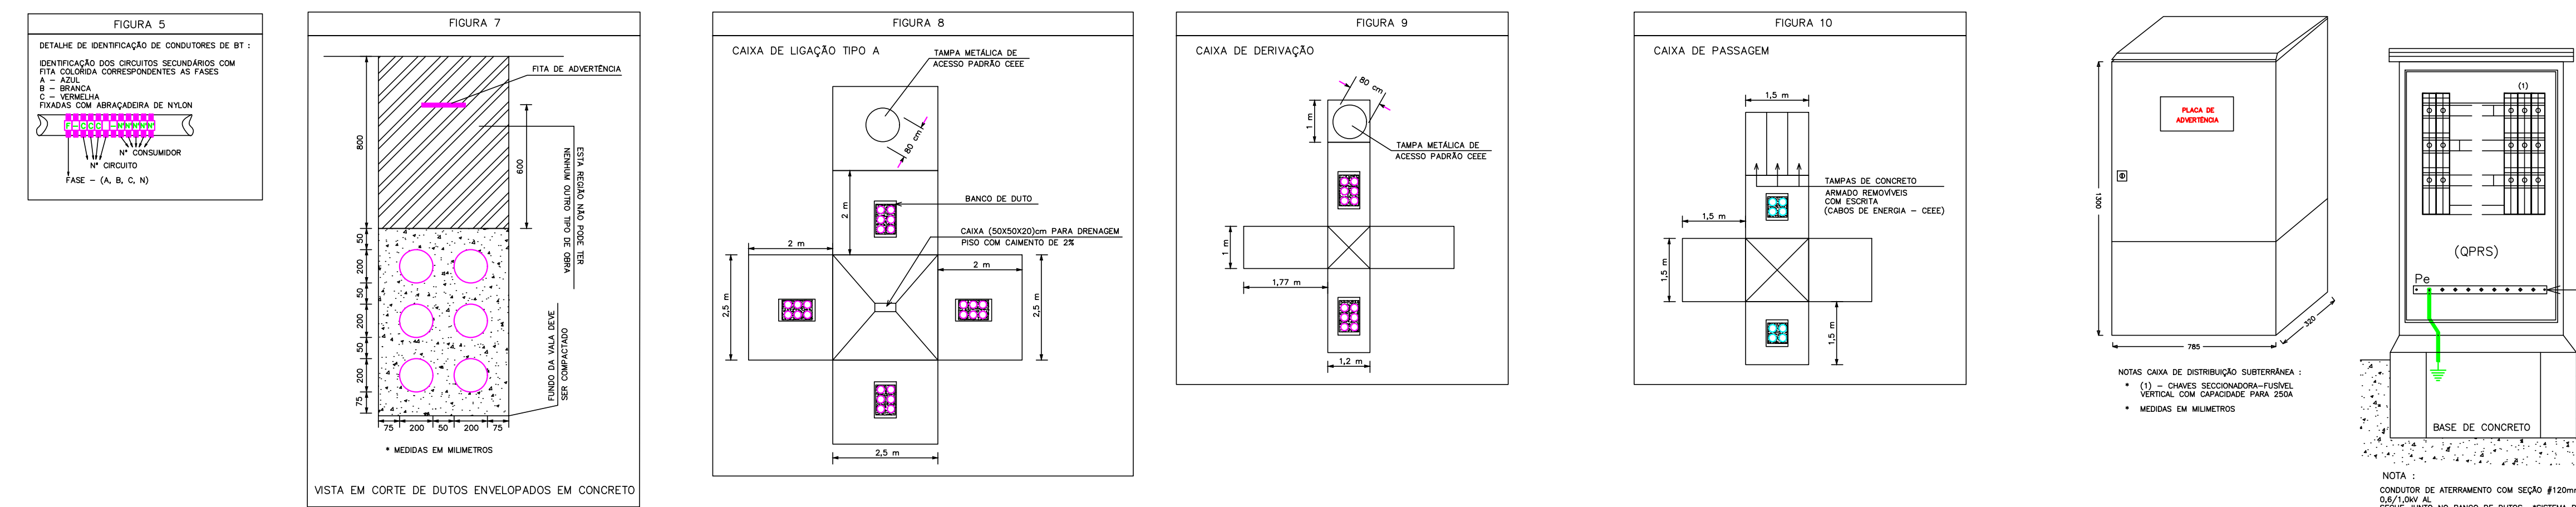 FIGURA 5
DETALHE DE IDENTIFICAÇÃO DE CONDUTORES DE BT :
IDENTIFICAÇÃO DOS CIRCUITOS SECUNDÁRIOS COM
FITA COLORIDA CORRESPONDENTES AS FASES
A – AZUL
B – BRANCA
C – VERMELHA
FIXADAS COM ABRAÇADEIRA DE NYLON
F – C C C – N° N° N° N° N°
N° CONSUMIDOR
N° CIRCUITO
FASE – (A, B, C, N)
FIGURA 7
FITA DE ADVERTÊNCIA
800
600
ESTA REGIÃO NÃO PODE TER
NENHUM OUTRO TIPO DE OBRA
50
200
50
200
50
200
75
FUNDO DA VALA DEVE
SER COMPACTADO
75 200 50 200 75
* MEDIDAS EM MILIMETROS
VISTA EM CORTE DE DUTOS ENVELOPADOS EM CONCRETO
FIGURA 8
CAIXA DE LIGAÇÃO TIPO A
TAMPA METÁLICA DE
ACESSO PADRÃO CEEE
80 cm
2 m
BANCO DE DUTO
CAIXA (50X50X20)cm PARA DRENAGEM
PISO COM CAIMENTO DE 2%
2 m
2 m
2,5 m
2,5 m
2,5 m
FIGURA 9
CAIXA DE DERIVAÇÃO
80 cm
1 m
TAMPA METÁLICA DE
ACESSO PADRÃO CEEE
1 m
1,77 m
1,2 m
FIGURA 10
CAIXA DE PASSAGEM
1,5 m
TAMPAS DE CONCRETO
ARMADO REMOVÍVEIS
COM ESCRITA
(CABOS DE ENERGIA – CEEE)
1,5 m
1,5 m
1,5 m
PLACA DE
ADVERTÊNCIA
1300
785
320
NOTAS CAIXA DE DISTRIBUIÇÃO SUBTERRÂNEA :
* (1) – CHAVES SECCIONADORA–FUSÍVEL
VERTICAL COM CAPACIDADE PARA 250A
* MEDIDAS EM MILIMETROS
(1)
(QPRS)
Pe
BASE DE CONCRETO
NOTA :
CONDUTOR DE ATERRAMENTO COM SEÇÃO #120mm
0,6/1,0kV AL